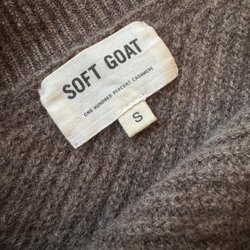 SOFT GOAT
ONE HUNDRED PERCENT CASHMERE
S